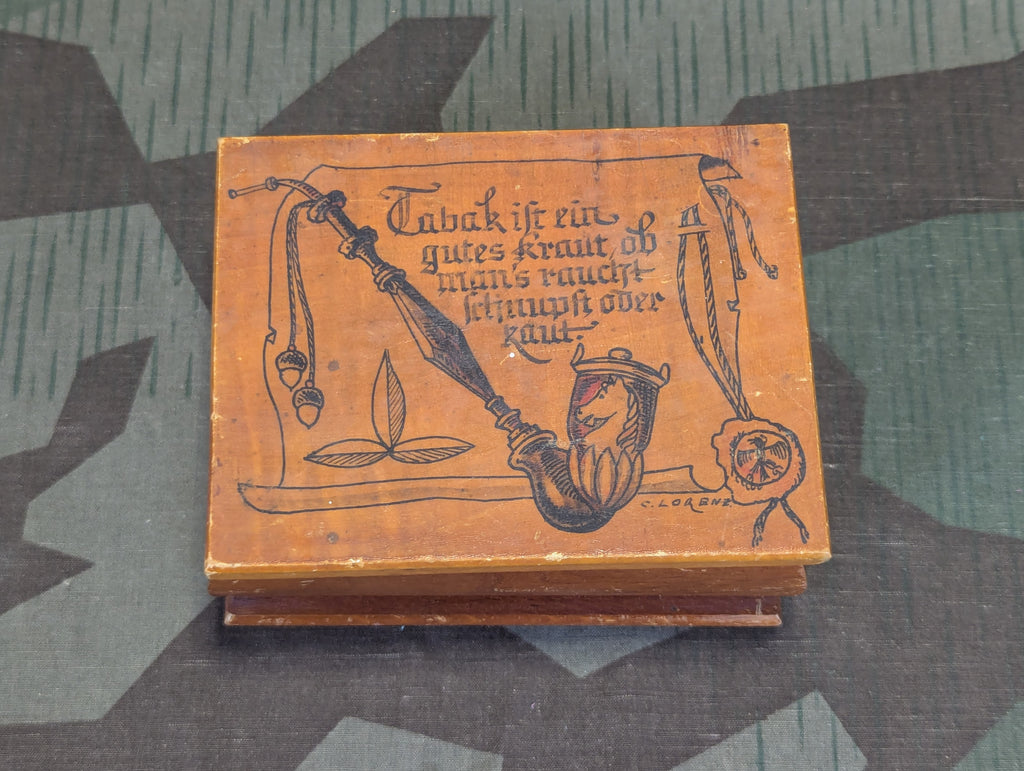 Tabak ist ein
gutes Kraut, ob
man's raucht
schnupft oder
kaut.
C. LORENZ